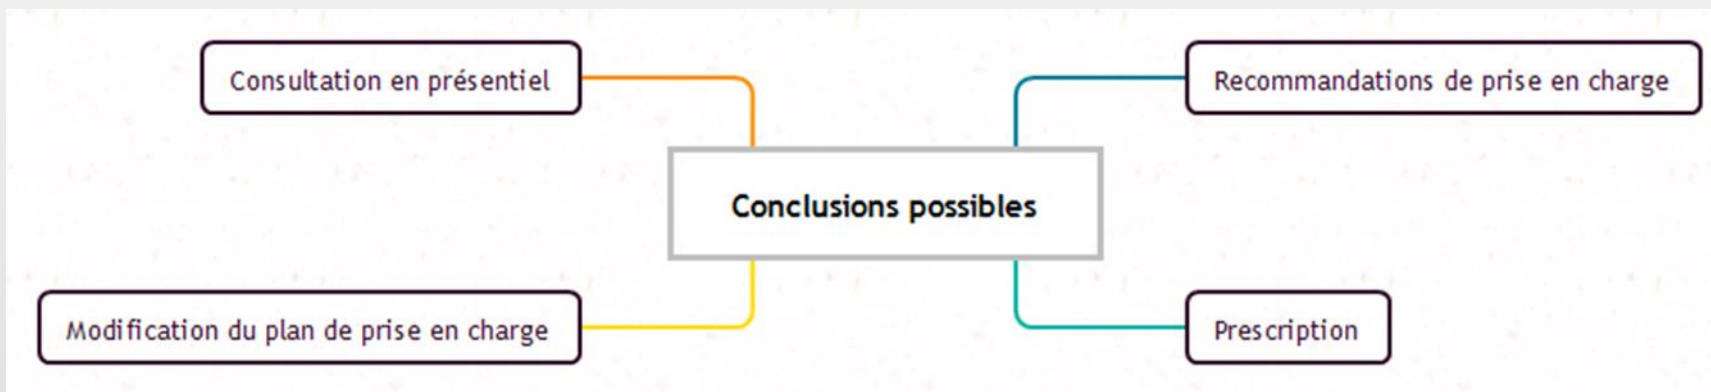 Consultation en présentiel
Recommandations de prise en charge
Conclusions possibles
Modification du plan de prise en charge
Prescription